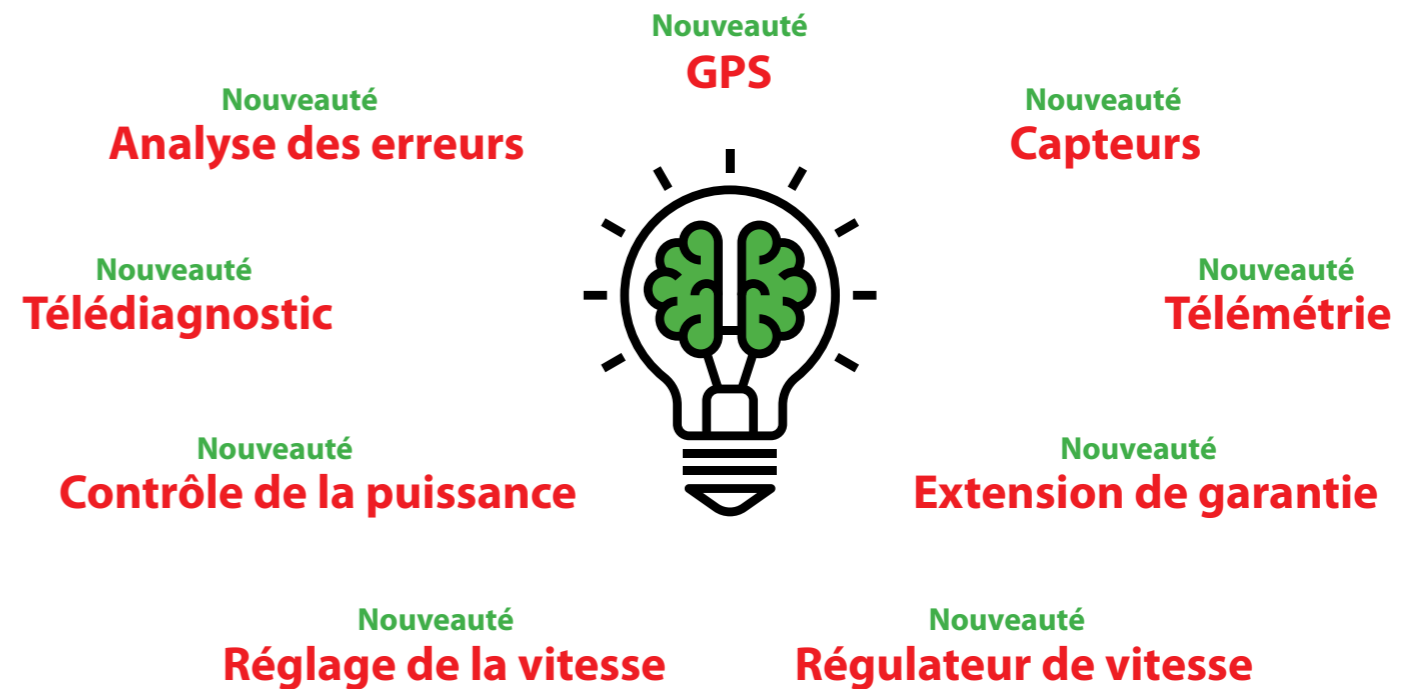 Nouveauté
GPS
Nouveauté
Analyse des erreurs
Nouveauté
Capteurs
Nouveauté
Télédiagnostic
Nouveauté
Télémétrie
Nouveauté
Contrôle de la puissance
Nouveauté
Extension de garantie
Nouveauté
Réglage de la vitesse
Nouveauté
Régulateur de vitesse